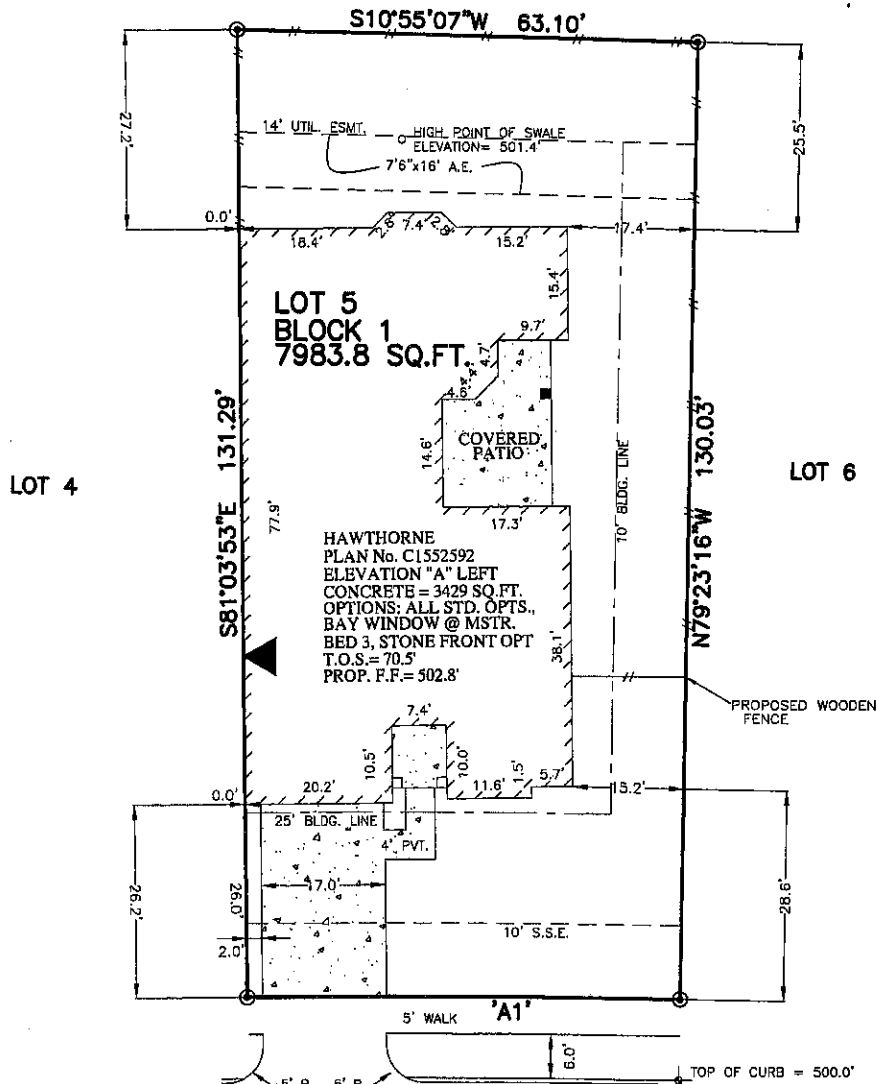 S10°55'07"W 63.10'
27.2'
25.5'
14' UTIL. ESMT.
HIGH POINT OF SWALE
ELEVATION= 501.4'
7'6"x16' A.E.
0.0'
18.4'
2.8'
7.4'
2.8'
15.2'
17.4'
15.4'
LOT 5
BLOCK 1
7983.8 SQ.FT.
9.7'
4.7'
4.6'
14.6'
COVERED
PATIO
17.3'
10' BLDG. LINE
LOT 4
S81°03'53"E 131.29'
77.9'
N79°23'16"W 130.03'
LOT 6
HAWTHORNE
PLAN No. C1552592
ELEVATION "A" LEFT
CONCRETE = 3429 SQ.FT.
OPTIONS: ALL STD. OPTS.,
BAY WINDOW @ MSTR.
BED 3, STONE FRONT OPT
T.O.S.= 70.5'
PROP. F.F.= 502.8'
38.1'
PROPOSED WOODEN
FENCE
7.4'
10.5'
10.0'
20.2'
11.6'
1.5'
5.7'
15.2'
0.0'
25' BLDG. LINE
4' PVT.
26.2'
26.0'
17.0'
28.6'
2.0'
10' S.S.E.
'A1'
5' WALK
6.0'
5' R
6' R
TOP OF CURB = 500.0'